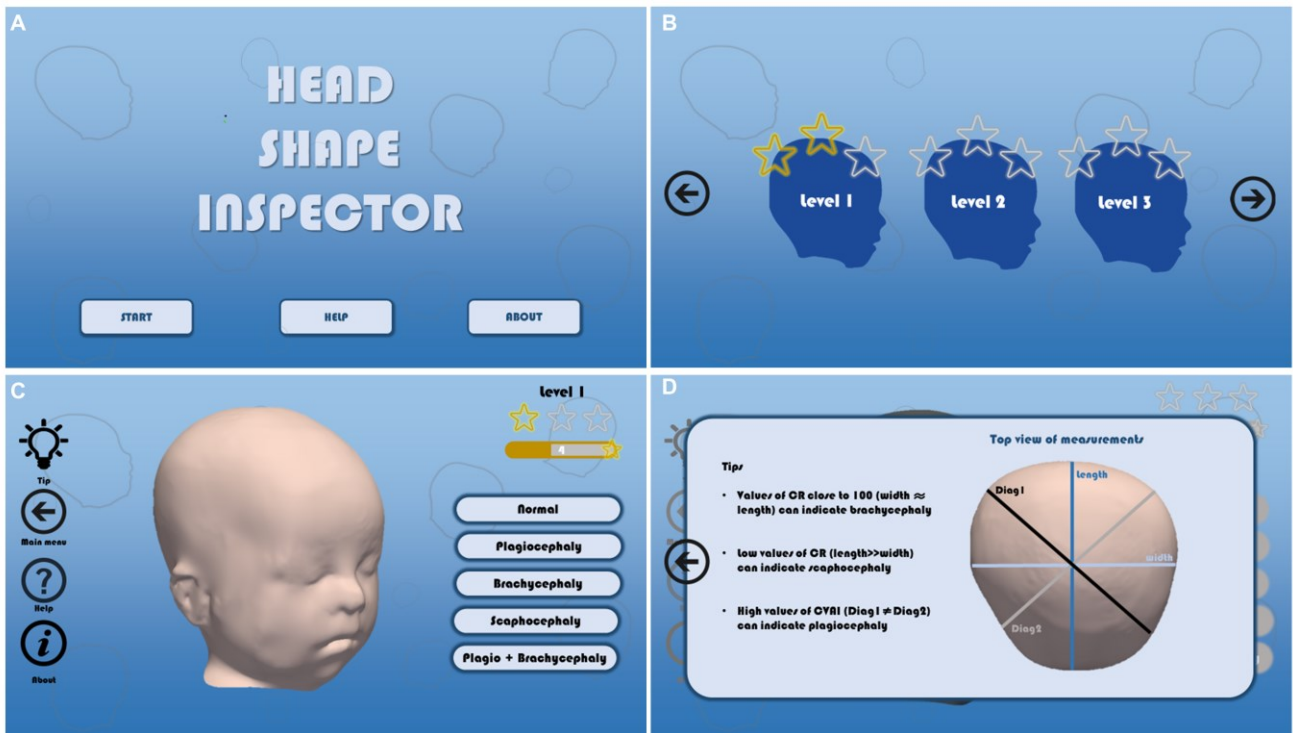 A
HEAD
SHAPE
INSPECTOR
START
HELP
ABOUT
B
Level 1
Level 2
Level 3
C
Tip
Main menu
Help
About
Level 1
4
Normal
Plagiocephaly
Brachycephaly
Scaphocephaly
Plagio + Brachycephaly
D
Top view of measurements
Tips
• Values of CR close to 100 (width ≈
length) can indicate brachycephaly
• Low values of CR (length>>width)
can indicate scaphocephaly
• High values of CVAI (Diag1 ≠ Diag2)
can indicate plagiocephaly
Length
Diag1
width
Diag2